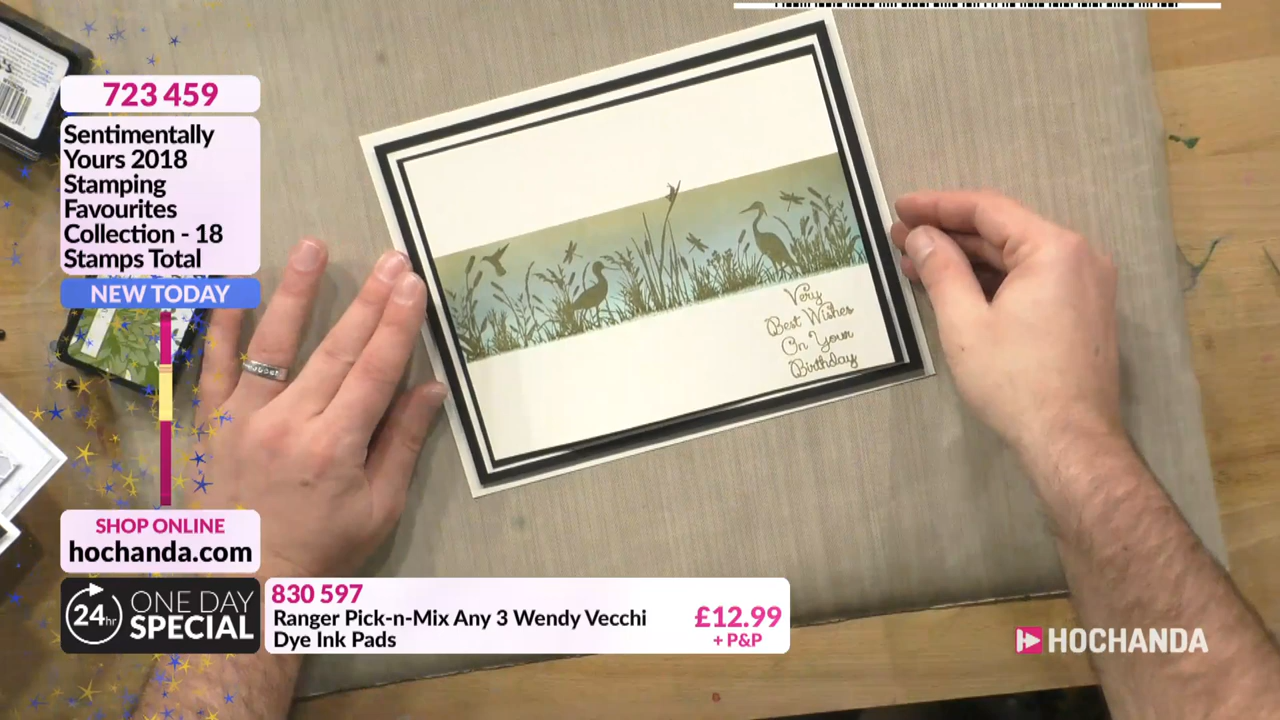 723 459
Sentimentally
Yours 2018
Stamping
Favourites
Collection - 18
Stamps Total
NEW TODAY
SHOP ONLINE
hochanda.com
24hr
ONE DAY
SPECIAL
830 597
Ranger Pick-n-Mix Any 3 Wendy Vecchi
Dye Ink Pads
£12.99
+ P&P
Very
Best Wishes
On Your
Birthday
HOCHANDA